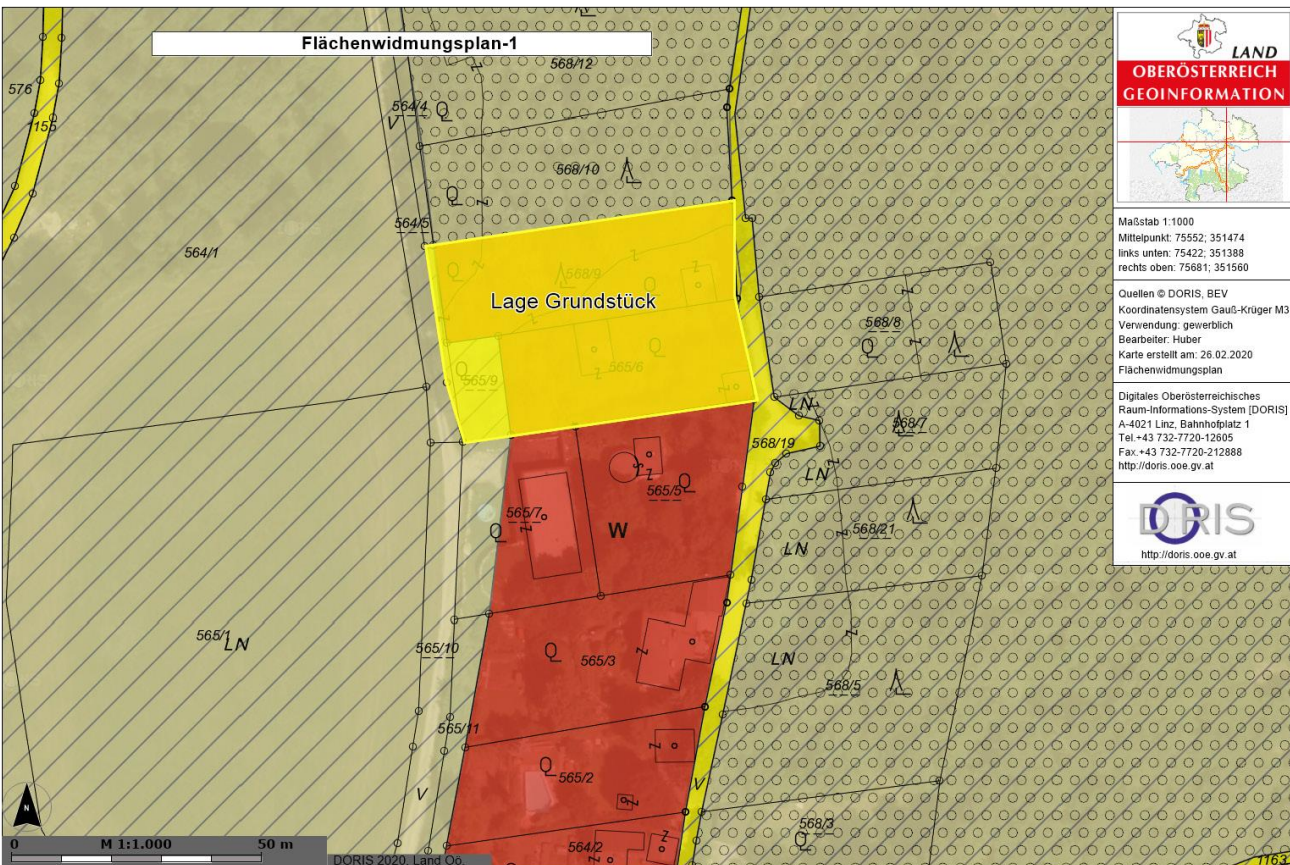 Flächenwidmungsplan-1
568/12
576
1155
564/4
V
568/10
564/5
564/1
568/9
Lage Grundstück
568/8
565/6
565/9
LN
568/7
568/19
LN
565/5
565/7
W
568/21
LN
565/1
LN
565/10
565/3
LN
568/5
565/11
565/2
V
V
568/3
564/2
1163
N
0 M 1:1.000 50 m
DORIS 2020, Land Oö.
LAND
OBERÖSTERREICH
GEOINFORMATION
Maßstab 1:1000
Mittelpunkt: 75552; 351474
links unten: 75422; 351388
rechts oben: 75681; 351560
Quellen © DORIS, BEV
Koordinatensystem Gauß-Krüger M3
Verwendung: gewerblich
Bearbeiter: Huber
Karte erstellt am: 26.02.2020
Flächenwidmungsplan
Digitales Oberösterreichisches
Raum-Informations-System [DORIS]
A-4021 Linz, Bahnhofplatz 1
Tel.+43 732-7720-12605
Fax.+43 732-7720-212888
http://doris.ooe.gv.at
DORIS
http://doris.ooe.gv.at